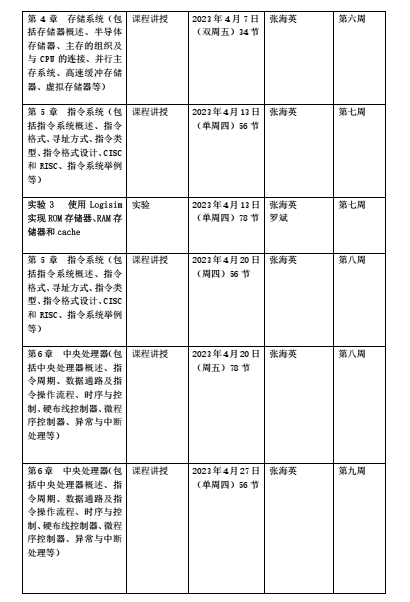 第 4 章 存储系统（包
括存储器概述、半导体
存储器、主存的组织及
与 CPU 的连接、并行主
存系统、高速缓冲存储
器、虚拟存储器等）
课程讲授
2023 年 4 月 7 日
（双周五）34 节
张海英
第六周
第 5 章 指令系统（包
括指令系统概述、指令
格式、寻址方式、指令类
型、指令格式设计、CISC
和 RISC、指令系统举例
等）
课程讲授
2023 年 4 月 13 日
（单周四）56 节
张海英
第七周
实验 3 使用 Logisim
实现 ROM 存储器、RAM 存
储器和 cache
实验
2023 年 4 月 13 日
（单周四）78 节
张海英
罗斌
第七周
第 5 章 指令系统（包
括指令系统概述、指令
格式、寻址方式、指令类
型、指令格式设计、CISC
和 RISC、指令系统举例
等）
课程讲授
2023 年 4 月 20 日
（周四）56 节
张海英
第八周
第 6 章 中央处理器（包
括中央处理器概述、指
令周期、数据通路及指
令操作流程、时序与控
制、硬布线控制器、微程
序控制器、异常与中断
处理等）
课程讲授
2023 年 4 月 20 日
（周五）78 节
张海英
第八周
第 6 章 中央处理器（包
括中央处理器概述、指
令周期、数据通路及指
令操作流程、时序与控
制、硬布线控制器、微程
序控制器、异常与中断
处理等）
课程讲授
2023 年 4 月 27 日
（单周四）56 节
张海英
第九周